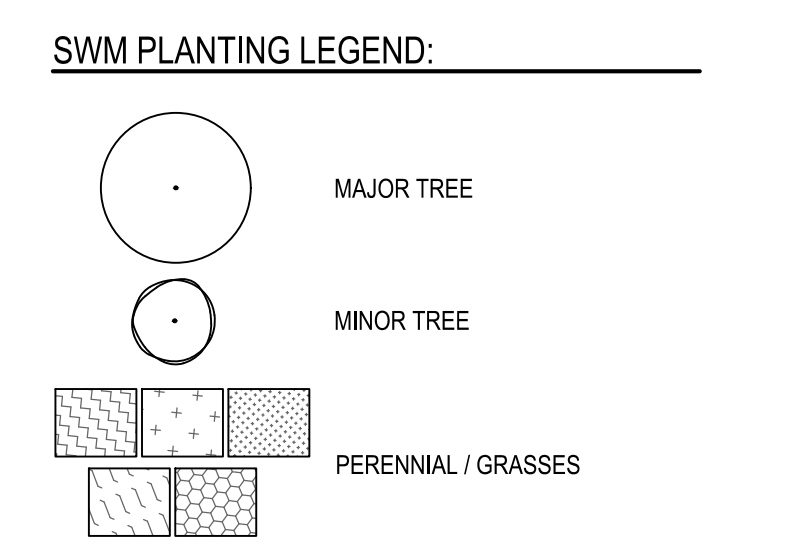 SWM PLANTING LEGEND:
MAJOR TREE
MINOR TREE
PERENNIAL / GRASSES